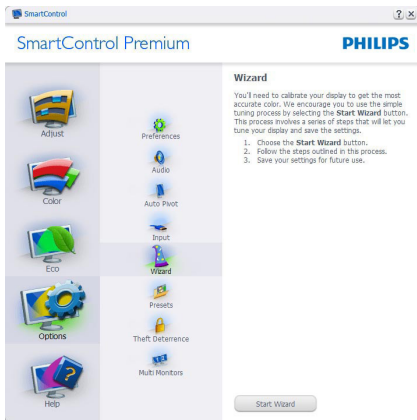 SmartControl
SmartControl Premium
PHILIPS
Adjust
Color
Eco
Options
Help
Preferences
Audio
Auto Pivot
Input
Wizard
Presets
Theft Deterrence
Multi Monitors
Wizard
You'll need to calibrate your display to get the most
accurate color. We encourage you to use the simple
tuning process by selecting the Start Wizard button.
This process involves a series of steps that will let you
tune your display and save the settings.
1. Choose the Start Wizard button.
2. Follow the steps outlined in this process.
3. Save your settings for future use.
Start Wizard